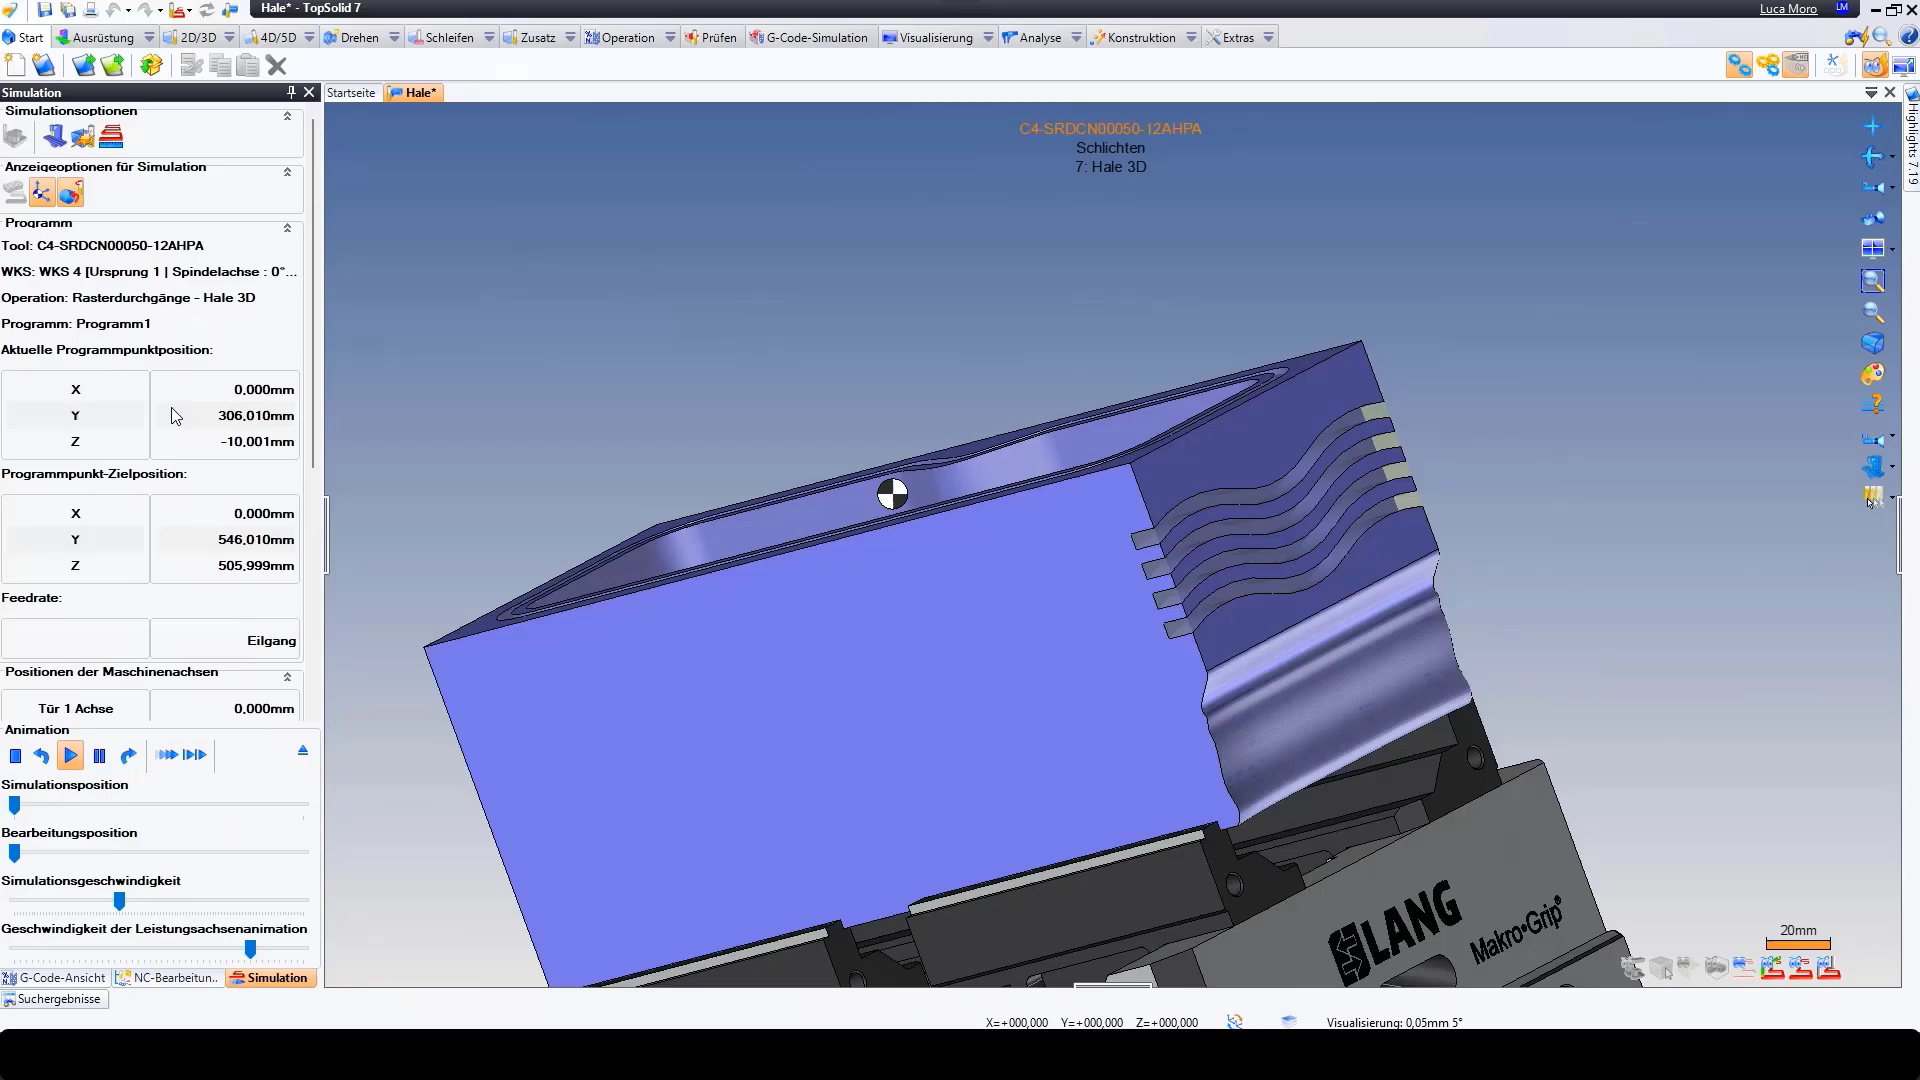 Hale* - TopSolid 7
Luca Moro
LM
Start
Ausrüstung
2D/3D
4D/5D
Drehen
Schleifen
Zusatz
Operation
Prüfen
G-Code-Simulation
Visualisierung
Analyse
Konstruktion
Extras
Simulation
Startseite
Hale*
Simulationsoptionen
Anzeigeoptionen für Simulation
Programm
Tool: C4-SRDCN00050-12AHPA
WKS: WKS 4 [Ursprung 1 | Spindelachse : 0°...
Operation: Rasterdurchgänge - Hale 3D
Programm: Programm1
Aktuelle Programmpunktposition:
X 0,000mm
Y 306,010mm
Z -10,001mm
Programmpunkt-Zielposition:
X 0,000mm
Y 546,010mm
Z 505,999mm
Feedrate:
Eilgang
Positionen der Maschinenachsen
Tür 1 Achse 0,000mm
Animation
Simulationsposition
Bearbeitungsposition
Simulationsgeschwindigkeit
Geschwindigkeit der Leistungsachsenanimation
G-Code-Ansicht
NC-Bearbeitun...
Simulation
Suchergebnisse
C4-SRDCN00050-12AHPA
Schlichten
7: Hale 3D
Highlights 7.19
LANG
Makro•Grip®
20mm
X=+000,000 Y=+000,000 Z=+000,000
Visualisierung: 0,05mm 5°